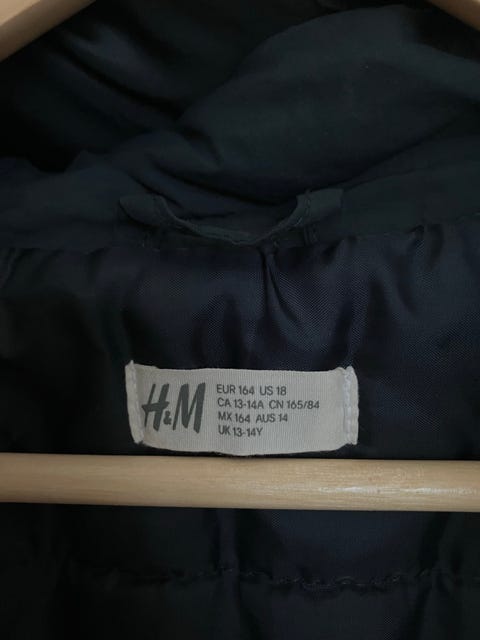 H&M
EUR 164 US 18
CA 13-14A CN 165/84
MX 164 AUS 14
UK 13-14Y